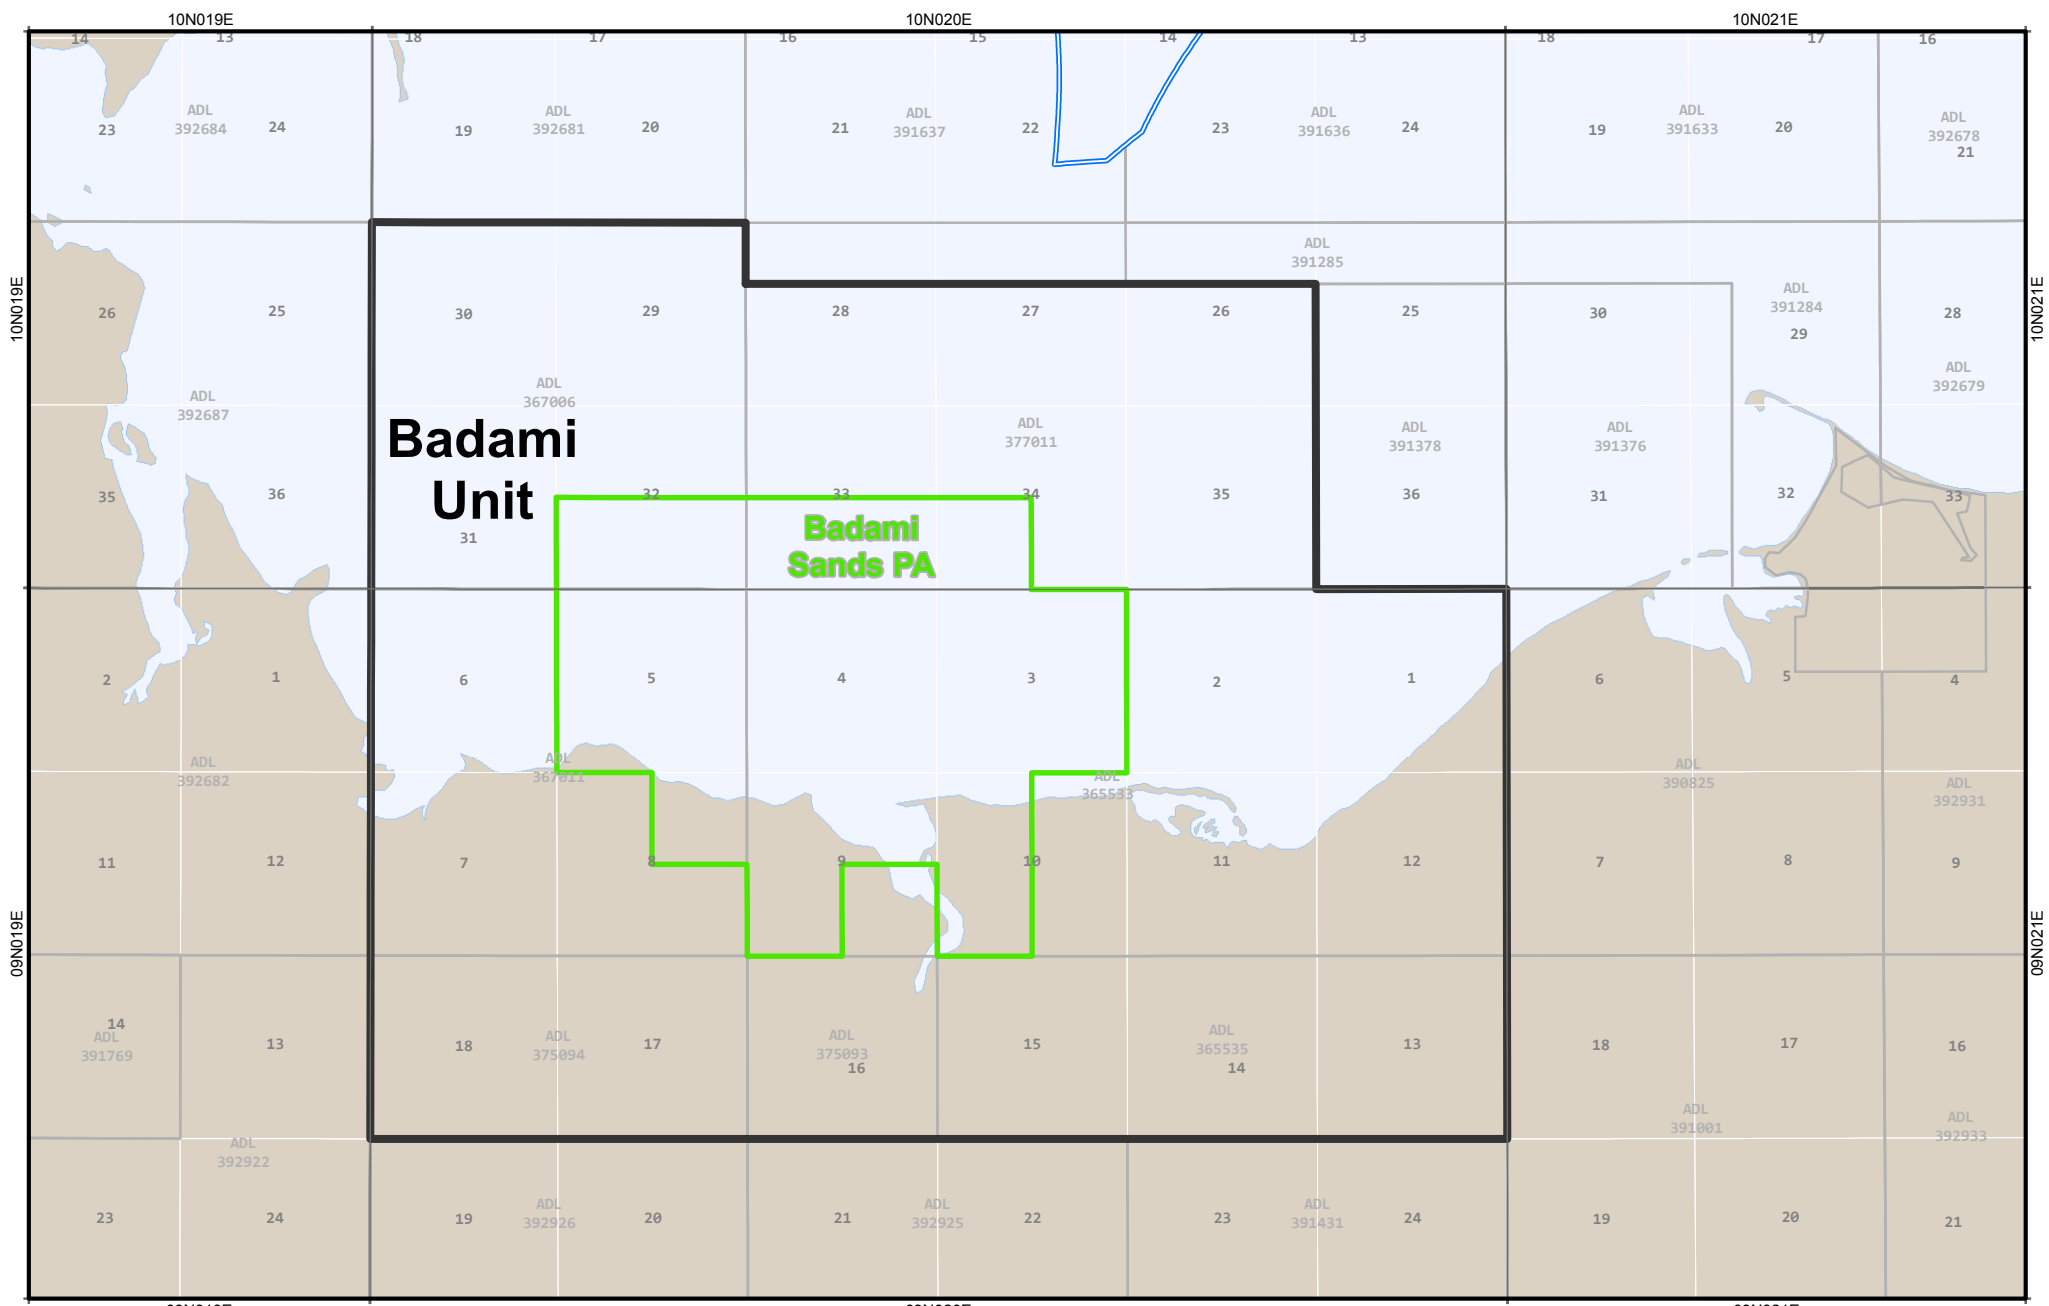 10N019E 10N020E 10N021E
14 13 18 17 16 15 14 13 18 17 16
ADL
392684
ADL
392681
ADL
391637
ADL
391636
ADL
391633
ADL
392678
23 24 19 20 21 22 23 24 19 20 21
ADL
391285
10N019E
26 25 30 29 28 27 26 25 30
ADL
391284
29
28
10N021E
ADL
392687
ADL
367006
ADL
377011
ADL
391378
ADL
391376
ADL
392679
Badami
Unit
35 36 31 32 33 34 35 36 31 32 33
Badami
Sands PA
2 1 6 5 4 3 2 1 6 5 4
ADL
392682
ADL
367011
ADL
365533
ADL
390825
ADL
392931
11 12 7 8 9 10 11 12 7 8 9
09N019E
09N021E
14
ADL
391769
13 18
ADL
375094
17
ADL
375093
16
15
ADL
365535
14
13 18 17 16
ADL
392922
ADL
391001
ADL
392933
23 24 19
ADL
392926
20 21
ADL
392925
22 23
ADL
391431
24 19 20 21